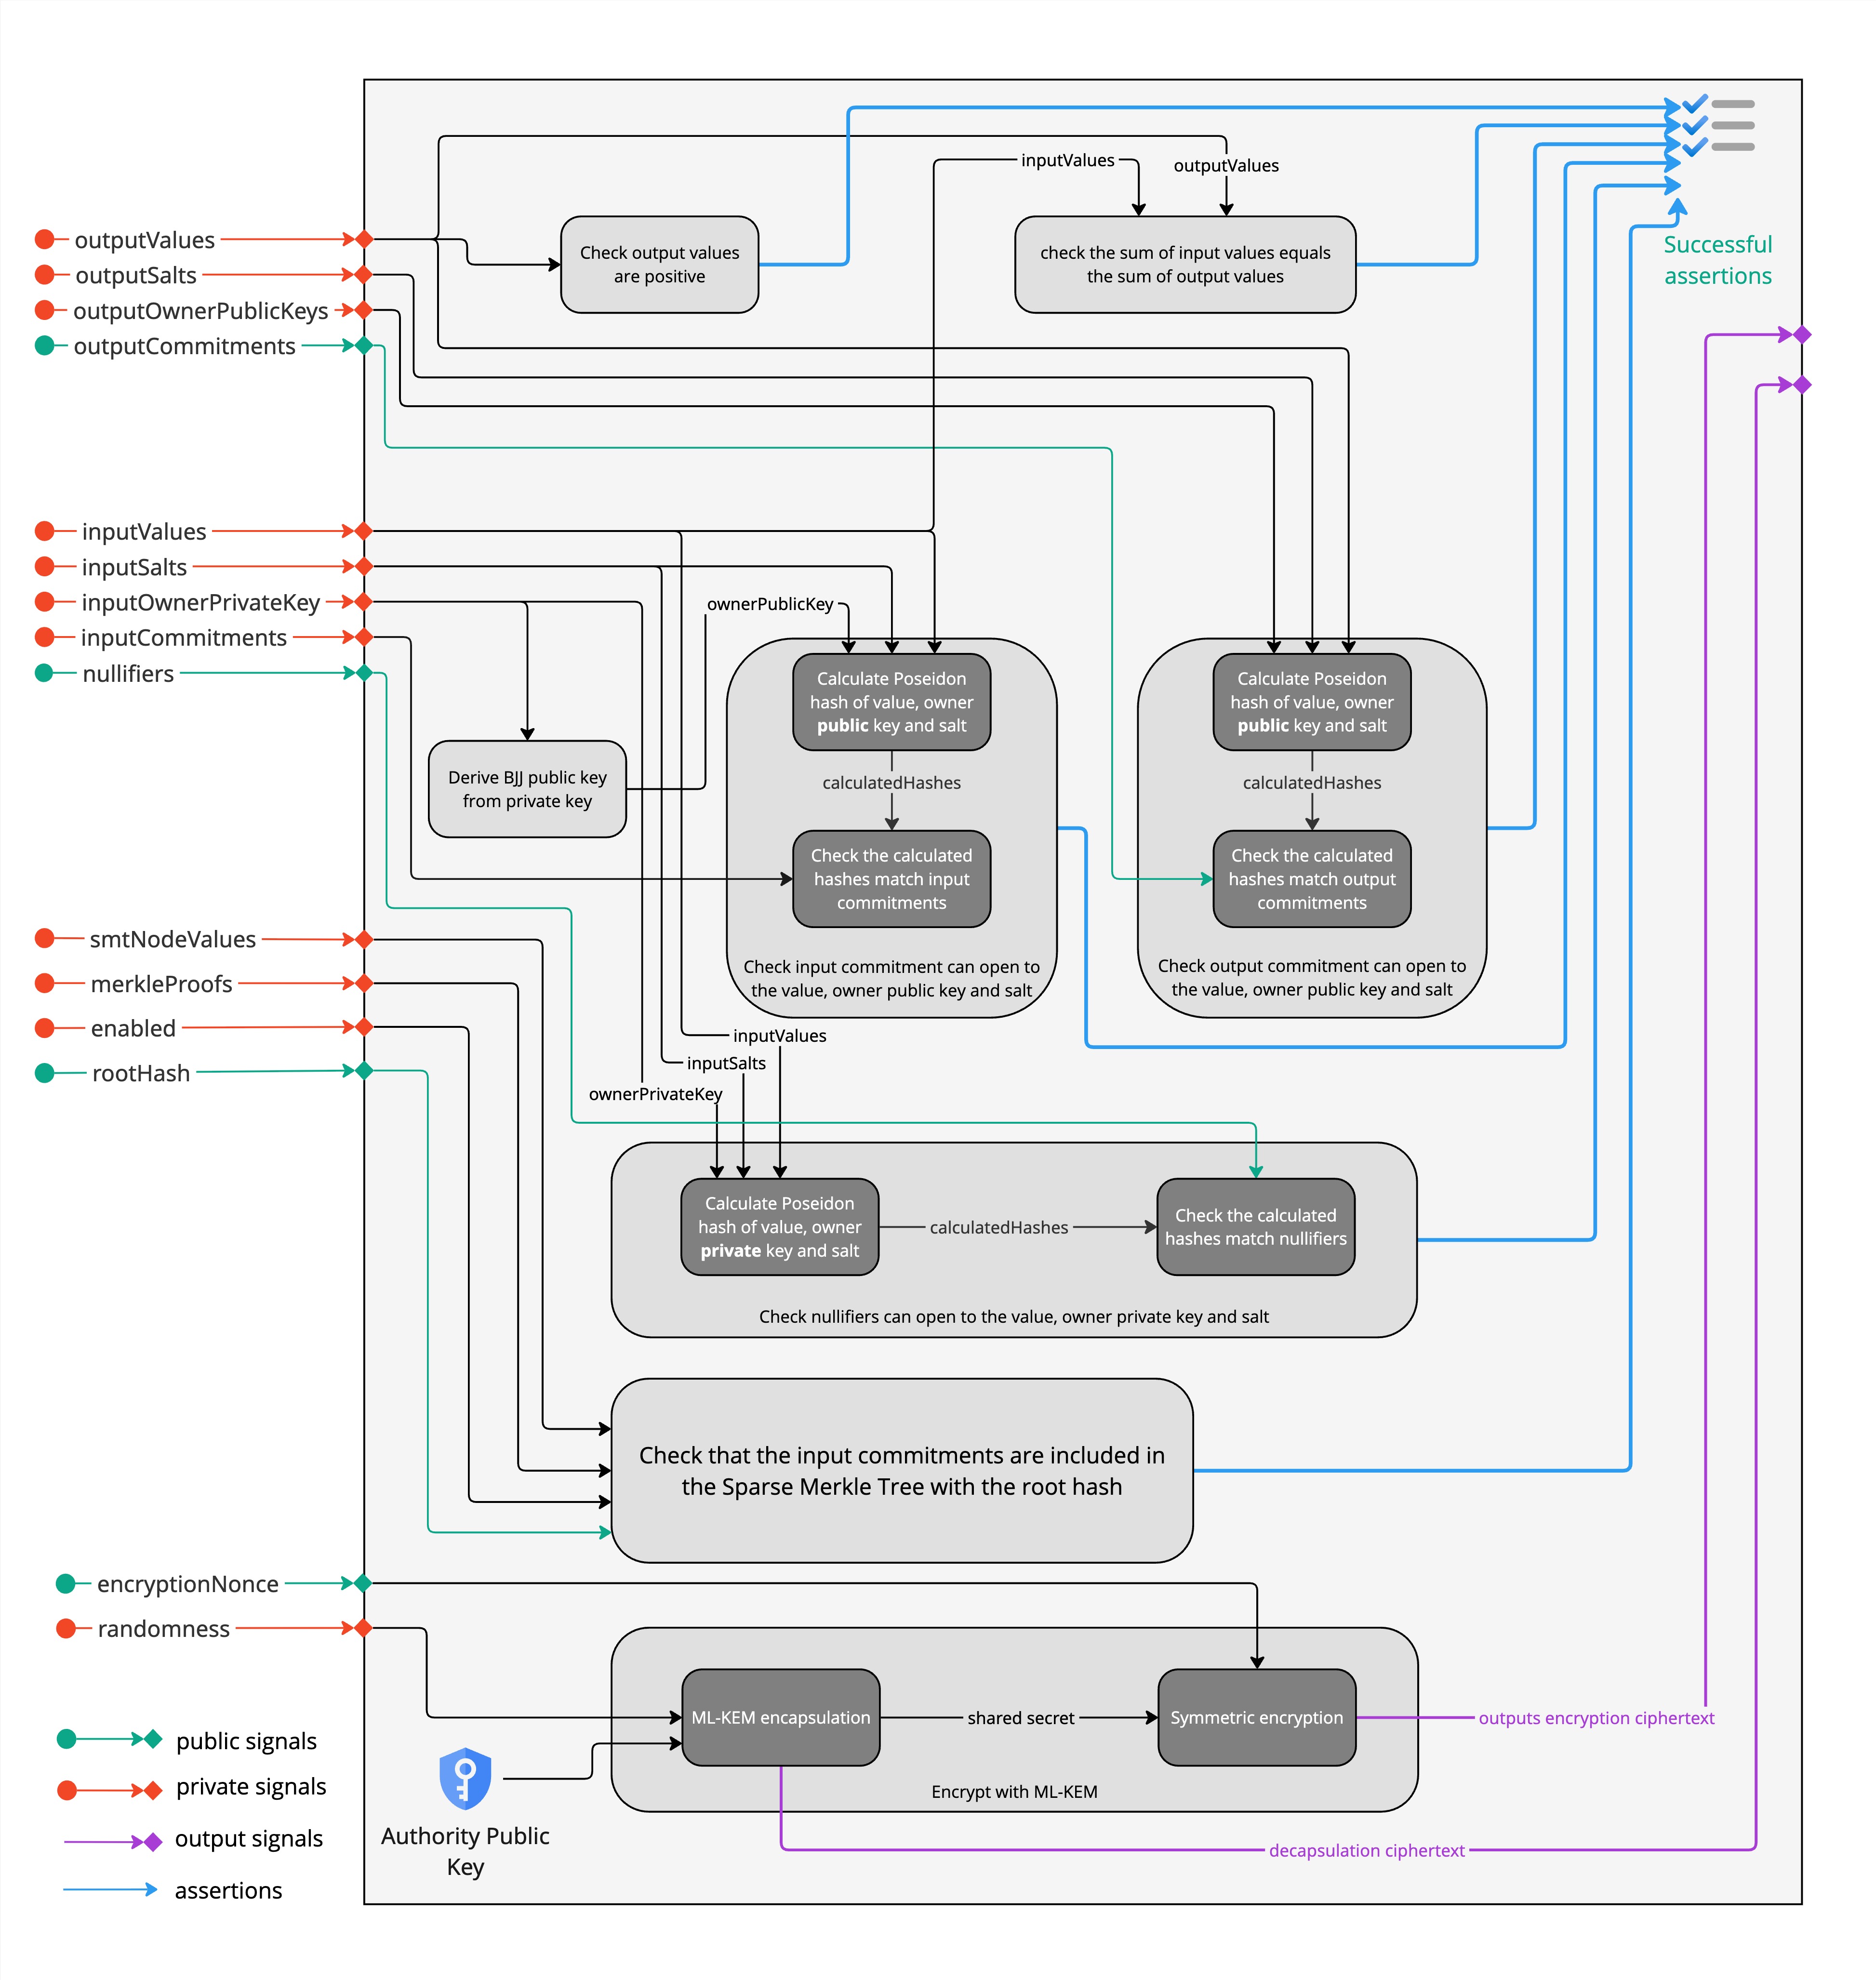 inputValues
outputValues
outputValues
outputSalts
outputOwnerPublicKeys
outputCommitments
Check output values
are positive
check the sum of input values equals
the sum of output values
Successful
assertions
inputValues
inputSalts
inputOwnerPrivateKey
inputCommitments
nullifiers
ownerPublicKey
Derive BJJ public key
from private key
Calculate Poseidon
hash of value, owner
public key and salt
calculatedHashes
Check the calculated
hashes match input
commitments
Check input commitment can open to
the value, owner public key and salt
Calculate Poseidon
hash of value, owner
public key and salt
calculatedHashes
Check the calculated
hashes match output
commitments
Check output commitment can open to
the value, owner public key and salt
smtNodeValues
merkleProofs
enabled
rootHash
inputValues
inputSalts
ownerPrivateKey
Calculate Poseidon
hash of value, owner
private key and salt
calculatedHashes
Check the calculated
hashes match nullifiers
Check nullifiers can open to the value, owner private key and salt
Check that the input commitments are included in
the Sparse Merkle Tree with the root hash
encryptionNonce
randomness
ML-KEM encapsulation
shared secret
Symmetric encryption
outputs encryption ciphertext
Encrypt with ML-KEM
decapsulation ciphertext
Authority Public
Key
public signals
private signals
output signals
assertions